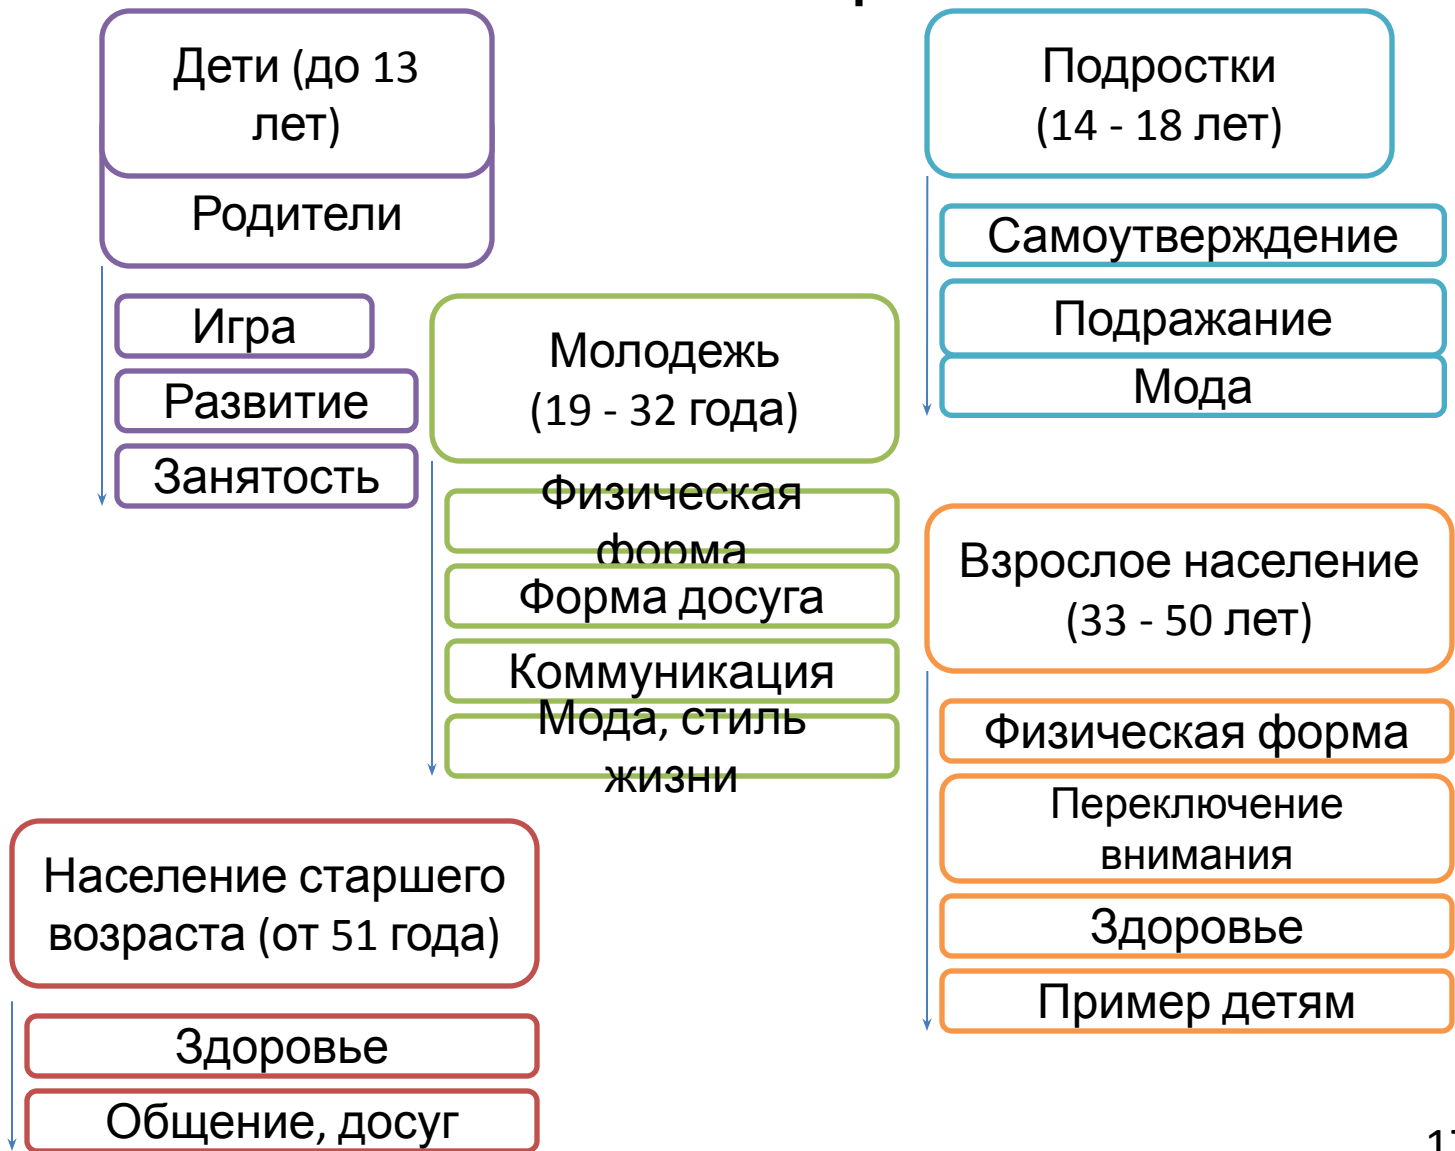 Дети (до 13
лет)
Родители
Игра
Развитие
Занятость
Подростки
(14 - 18 лет)
Самоутверждение
Подражание
Мода
Молодежь
(19 - 32 года)
Физическая
форма
Форма досуга
Коммуникация
Мода, стиль
жизни
Взрослое население
(33 - 50 лет)
Физическая форма
Переключение
внимания
Здоровье
Пример детям
Население старшего
возраста (от 51 года)
Здоровье
Общение, досуг